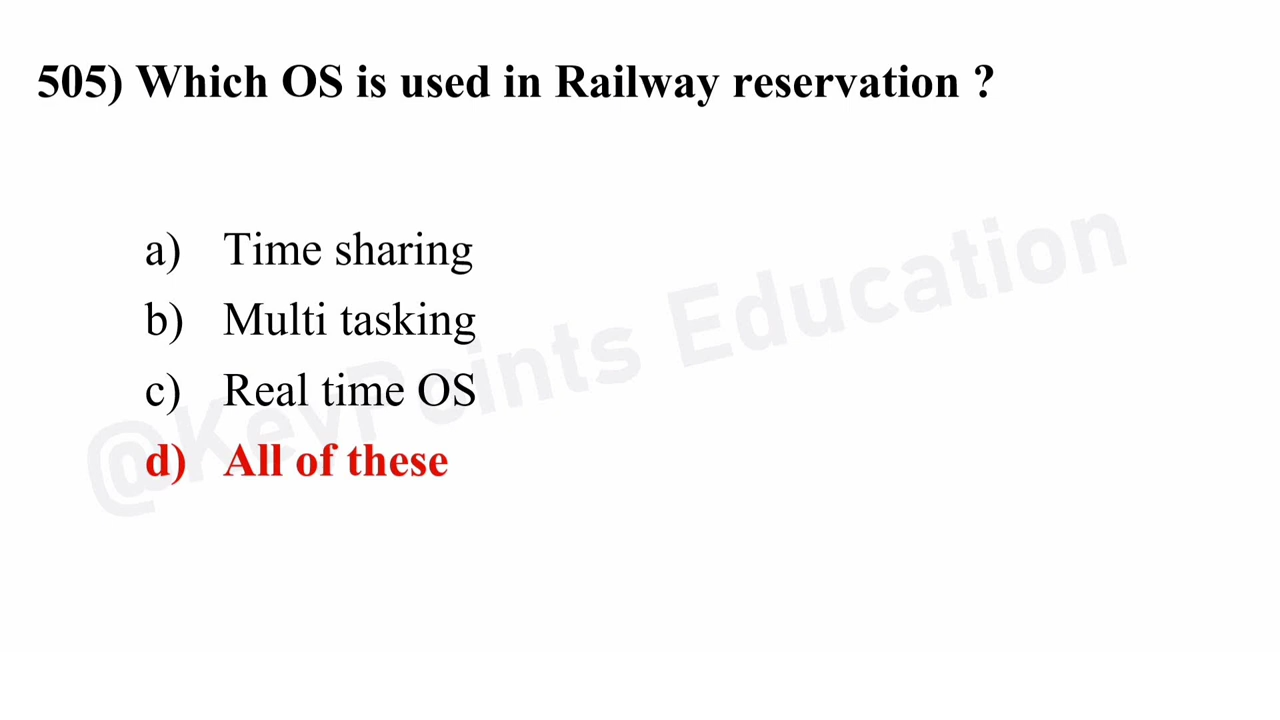 505) Which OS is used in Railway reservation ?
a) Time sharing
b) Multi tasking
c) Real time OS
d) All of these
@KeyPoints Education